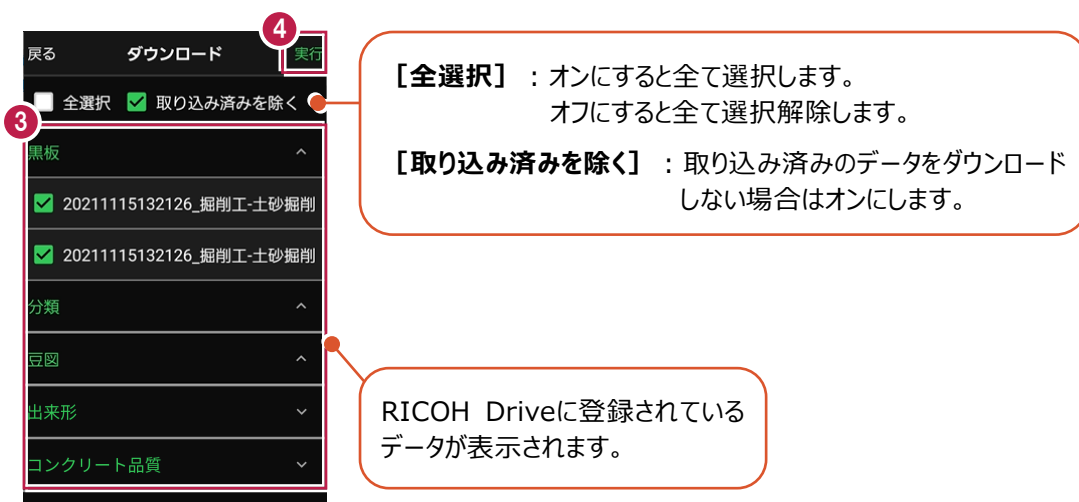 4
戻る ダウンロード 実行
全選択 取り込み済みを除く
3
黒板
20211115132126_掘削工-土砂掘削
20211115132126_掘削工-土砂掘削
分類
豆図
出来形
コンクリート品質
［全選択］：オンにすると全て選択します。
オフにすると全て選択解除します。
［取り込み済みを除く］：取り込み済みのデータをダウンロード
しない場合はオンにします。
RICOH Driveに登録されている
データが表示されます。